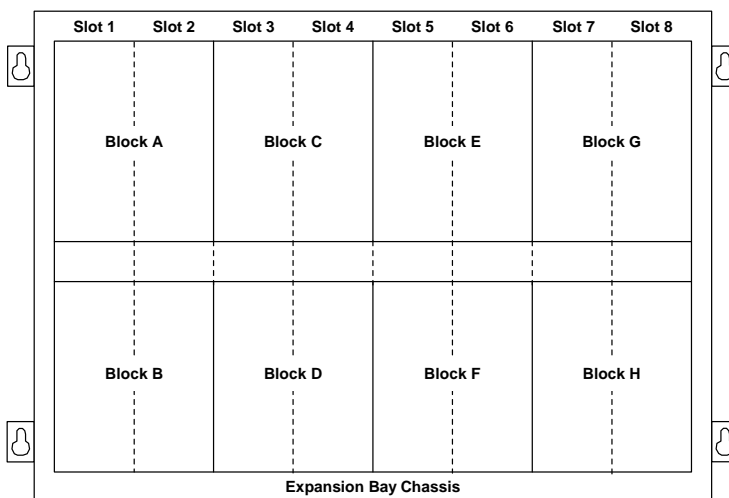 Slot 1 Slot 2 Slot 3 Slot 4 Slot 5 Slot 6 Slot 7 Slot 8
Block A Block C Block E Block G
Block B Block D Block F Block H
Expansion Bay Chassis